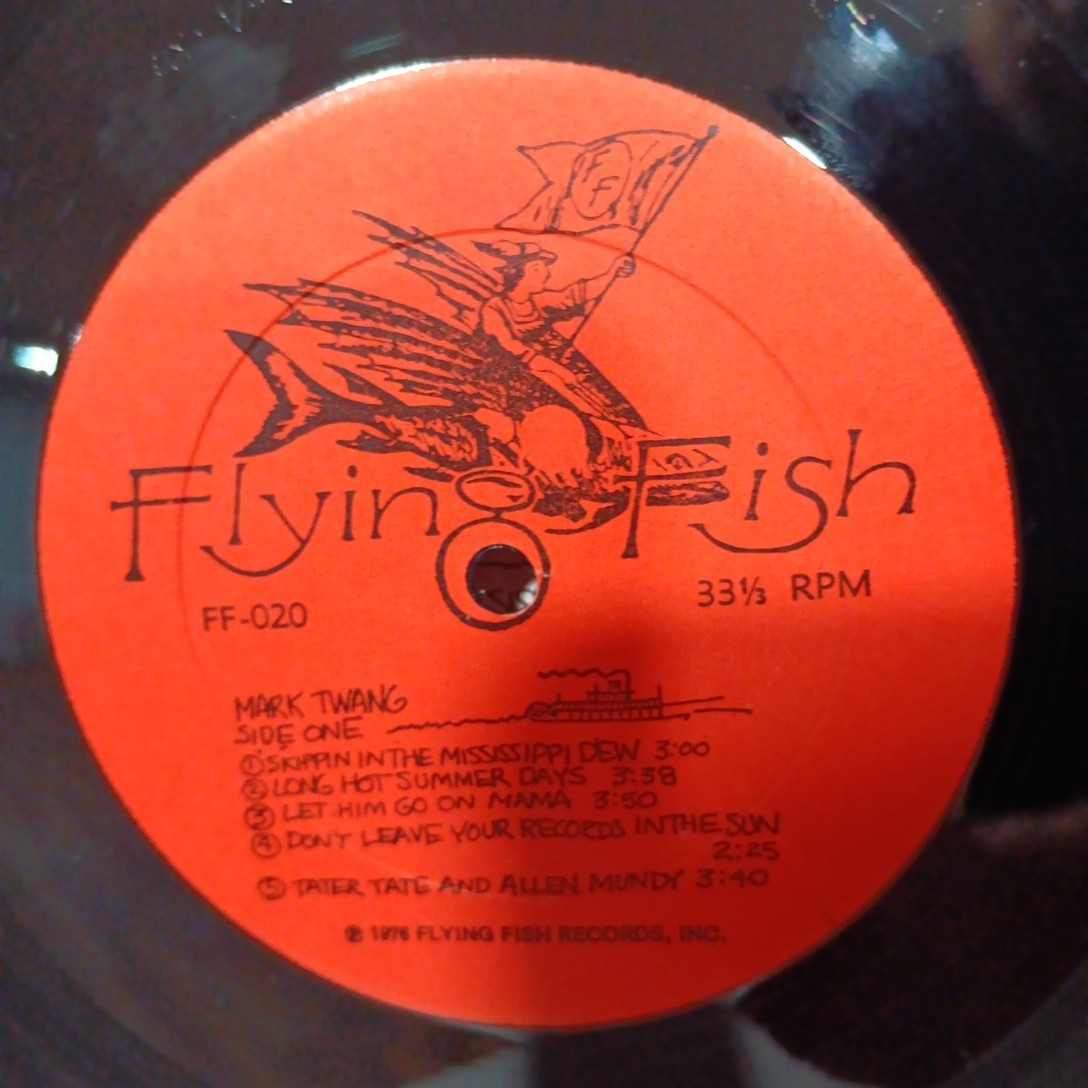 FF
Flying Fish
FF-020
33⅓ RPM
MARK TWANG
SIDE ONE
① SKIPPIN IN THE MISSISSIPPI DEW 3:00
② LONG HOT SUMMER DAYS 3:38
③ LET HIM GO ON MAMA 3:50
④ DON'T LEAVE YOUR RECORDS IN THE SUN
2:25
⑤ TATER TATE AND ALLEN MUNDY 3:40
℗ 1976 FLYING FISH RECORDS, INC.